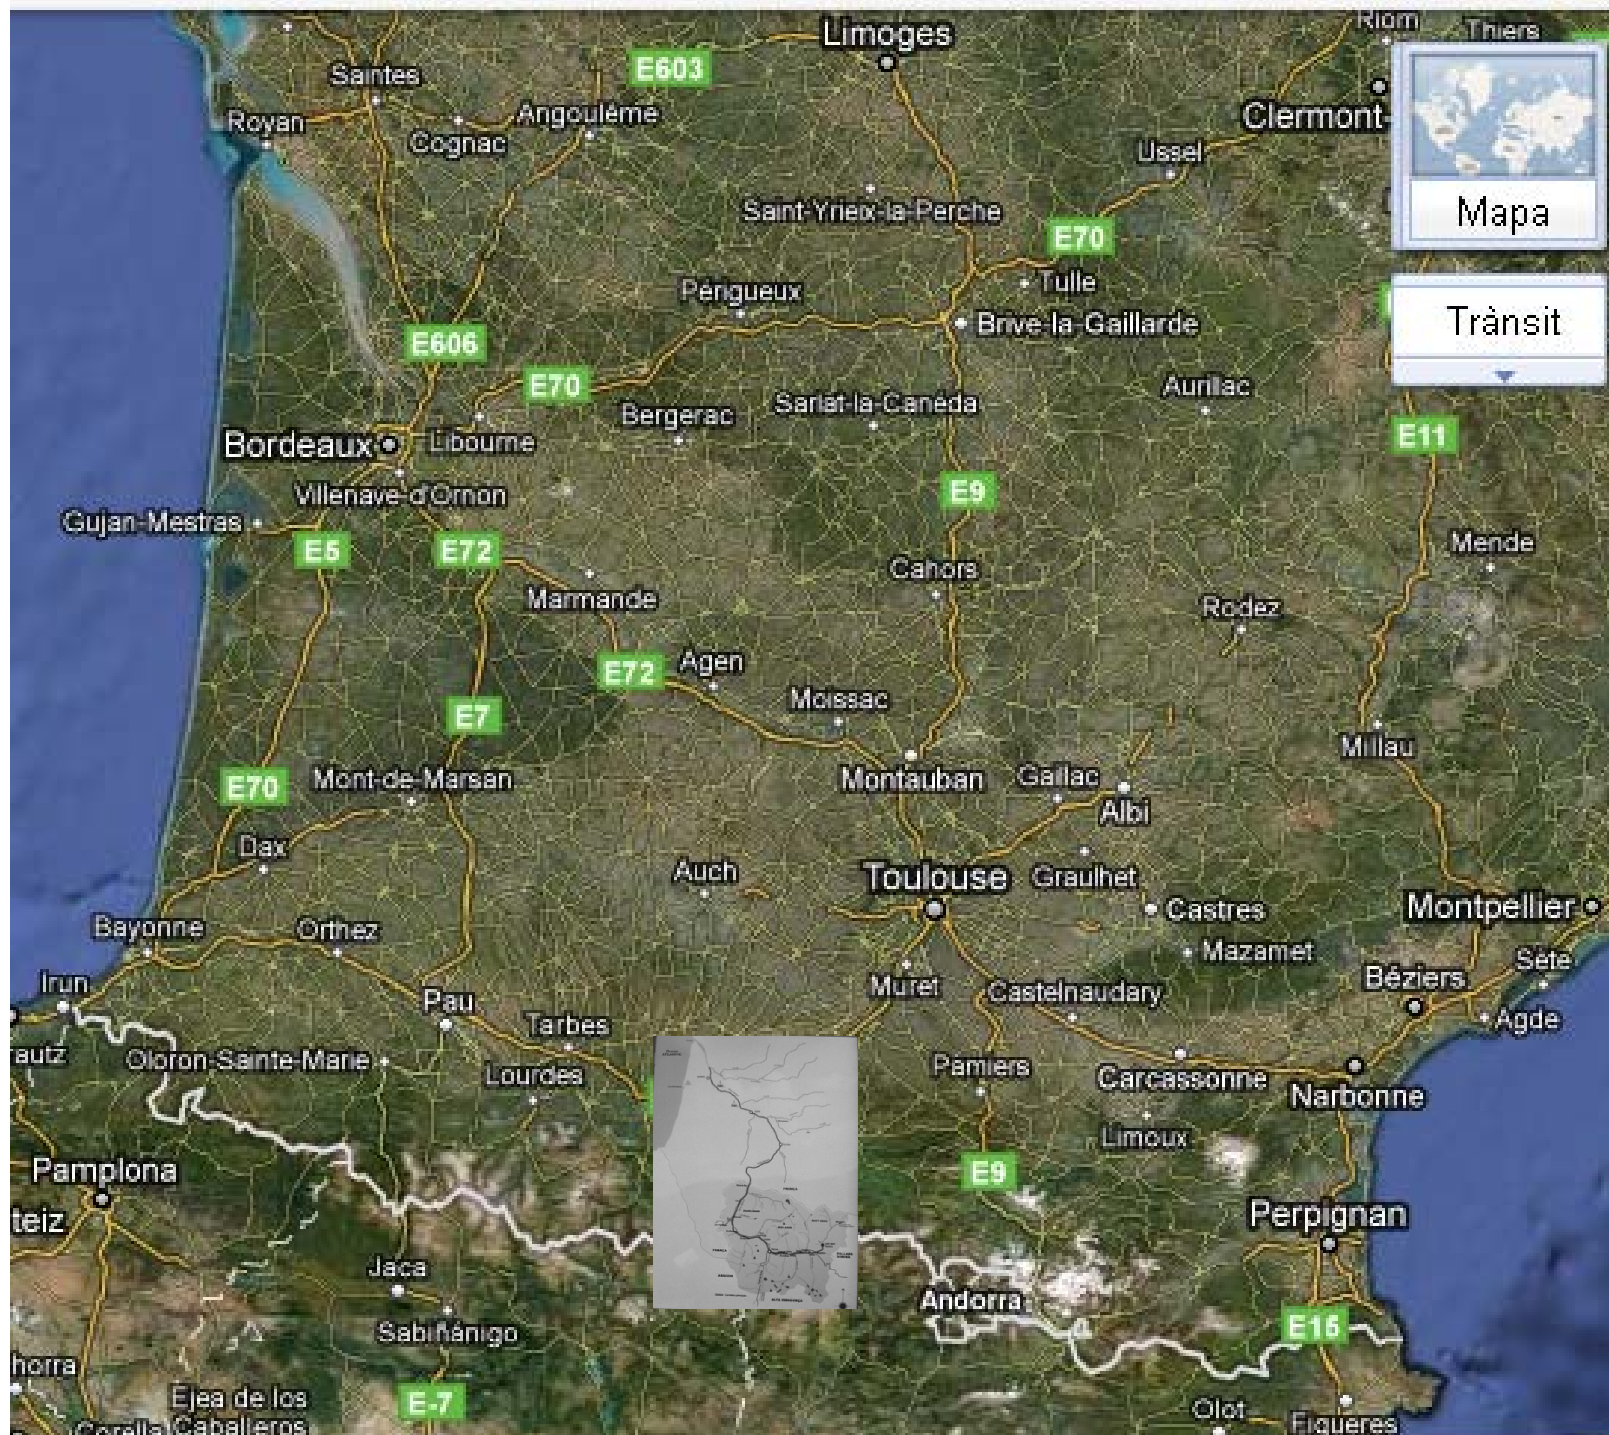 Limoges
Riom
Thiers
E603
Saintes
Angoulême
Clermont-
Royan
Cognac
Ussel
Saint-Yrieix-la-Perche
Mapa
E70
Tulle
Périgueux
Brive-la-Gaillarde
Trànsit
E606
E70
Bergerac
Sarlat-la-Canéda
Aurillac
Bordeaux
Libourne
E11
Villenave-d'Ornon
E9
Gujan-Mestras
E5
E72
Mende
Cahors
Marmande
Rodez
E72
Agen
Moissac
E7
Millau
E70
Mont-de-Marsan
Montauban
Gaillac
Albi
Dax
Auch
Toulouse
Graulhet
Castres
Montpellier
Bayonne
Orthez
Mazamet
Sète
Irun
Muret
Castelnaudary
Béziers
Pau
Tarbes
Agde
autz
Oloron-Sainte-Marie
Lourdes
Pamiers
Carcassonne
Narbonne
Limoux
Pamplona
E9
teiz
Perpignan
Jaca
Andorra
Sabiñánigo
E15
horra
Ejea de los
Caballeros
E-7
Corella
Olot
Figueres